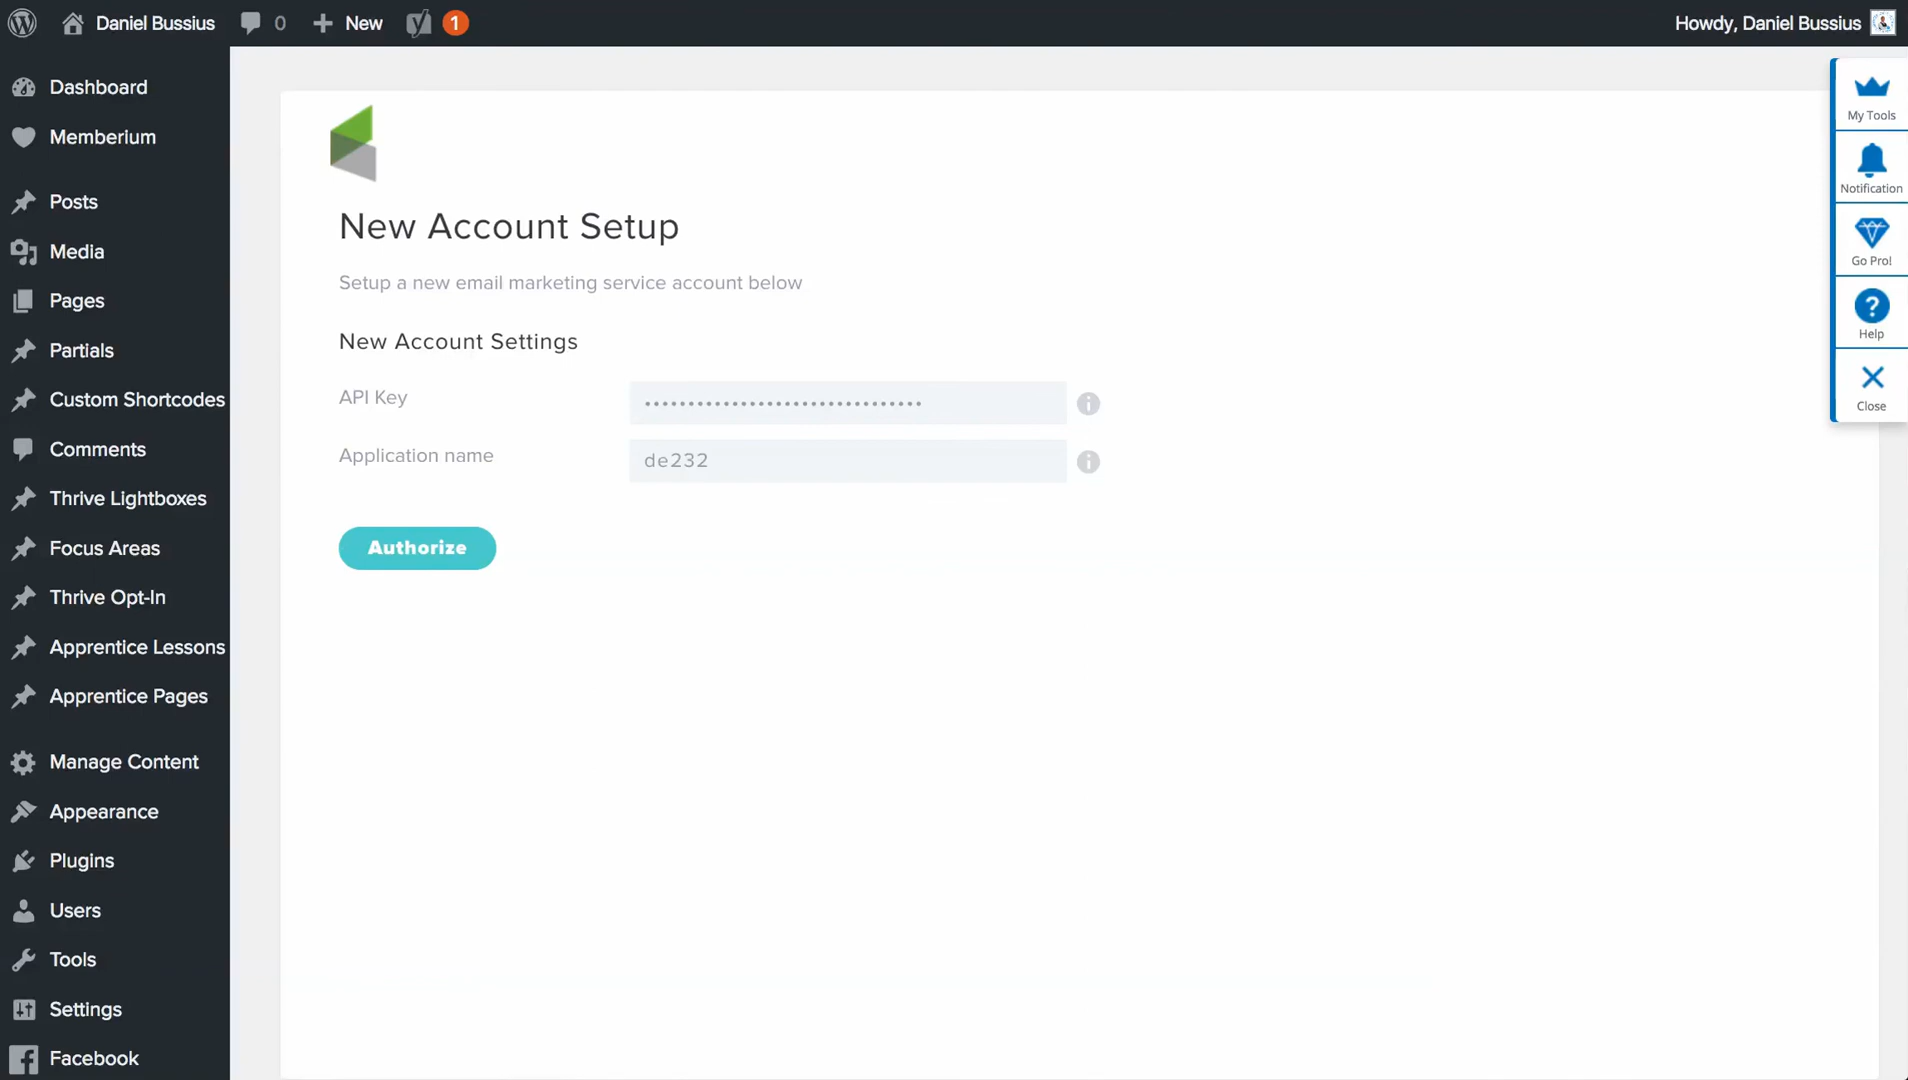 Daniel Bussius
0
New
1
Howdy, Daniel Bussius
Dashboard
Memberium
Posts
Media
Pages
Partials
Custom Shortcodes
Comments
Thrive Lightboxes
Focus Areas
Thrive Opt-In
Apprentice Lessons
Apprentice Pages
Manage Content
Appearance
Plugins
Users
Tools
Settings
Facebook
New Account Setup
Setup a new email marketing service account below
New Account Settings
API Key
••••••••••••••••••••••••••••••••
Application name
de232
Authorize
My Tools
Notification
Go Pro!
Help
Close